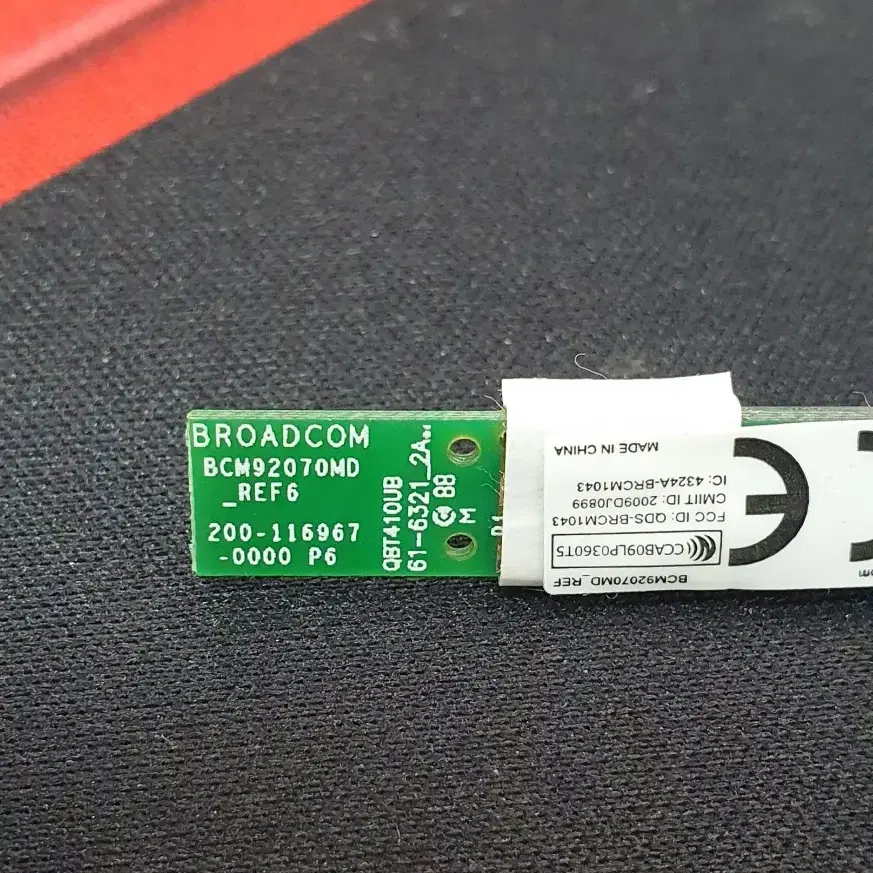 BROADCOM
BCM92070MD
_REF6
200-116967
-0000 P6
QBT410UB
61-6321_2A
88
M
BCM92070MD_REF
CCAB09LP0360T5
FCC ID: QDS-BRCM1043
CMIIT ID: 2009DJ0899
IC: 4324A-BRCM1043
MADE IN CHINA
CE